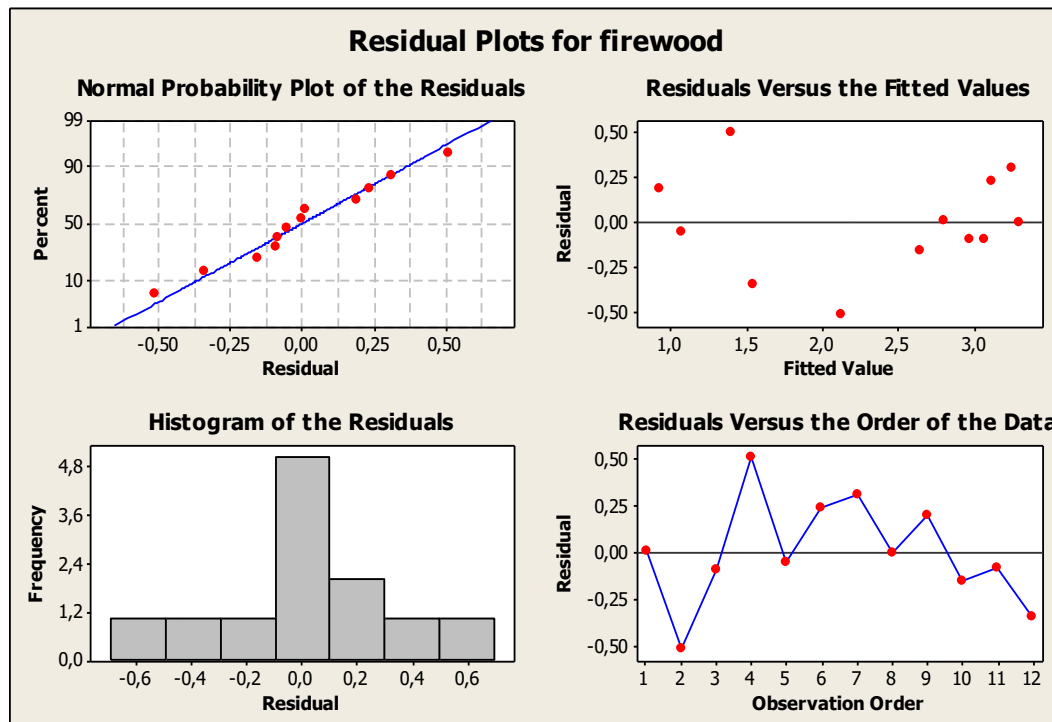 Residual Plots for firewood
Normal Probability Plot of the Residuals
99
90
50
10
1
Percent
-0,50 -0,25 0,00 0,25 0,50
Residual
Residuals Versus the Fitted Values
0,50
0,25
0,00
-0,25
-0,50
Residual
1,0 1,5 2,0 2,5 3,0
Fitted Value
Histogram of the Residuals
4,8
3,6
2,4
1,2
0,0
Frequency
-0,6 -0,4 -0,2 0,0 0,2 0,4 0,6
Residual
Residuals Versus the Order of the Data
0,50
0,25
0,00
-0,25
-0,50
Residual
1 2 3 4 5 6 7 8 9 10 11 12
Observation Order